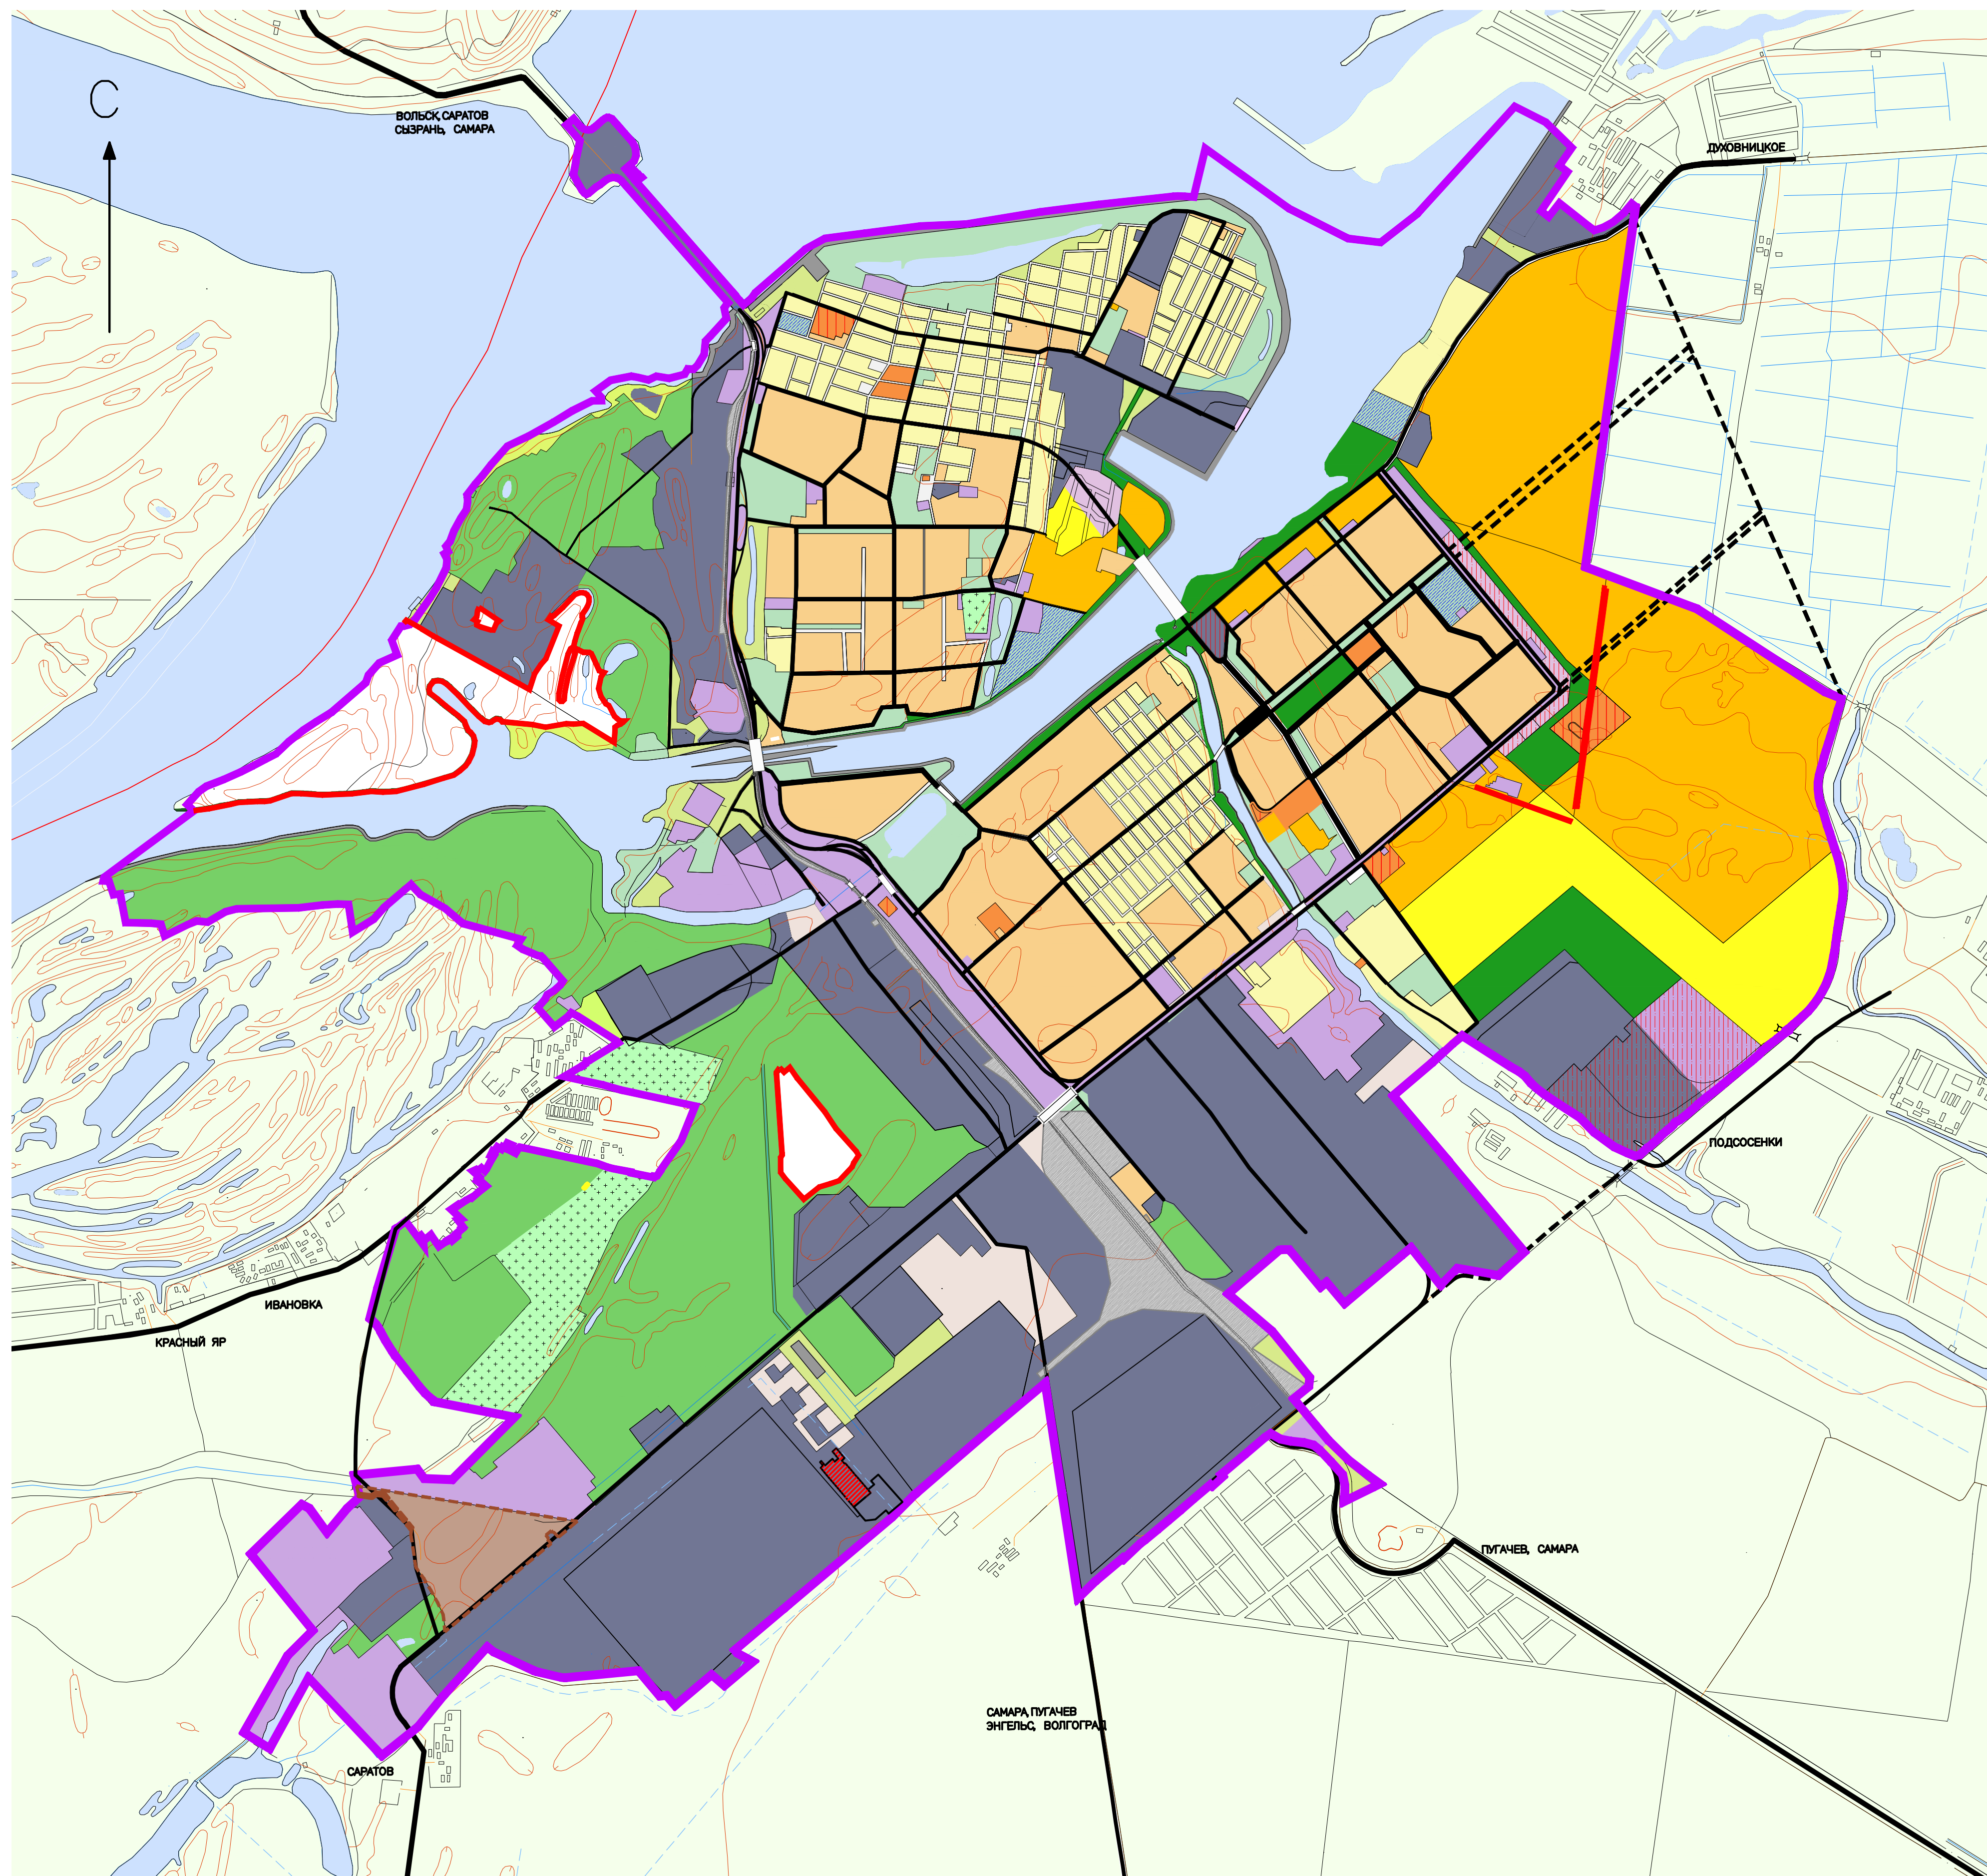 С
ВОЛЬСК, САРАТОВ
СЫЗРАНЬ, САМАРА
ДУХОВНИЦКОЕ
ПОДСОСЕНКИ
ИВАНОВКА
КРАСНЫЙ ЯР
ПУГАЧЕВ, САМАРА
САМАРА, ПУГАЧЕВ
ЭНГЕЛЬС, ВОЛГОГРАД
САРАТОВ